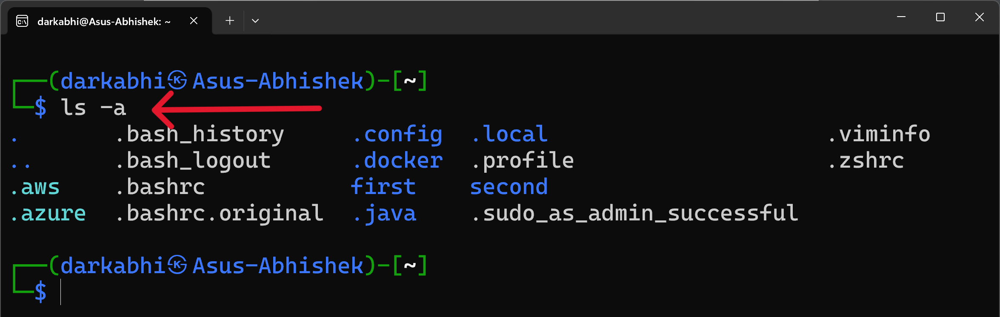 darkabhi@Asus-Abhishek: ~
┌──(darkabhi㉿Asus-Abhishek)-[~]
└─$ ls -a
. .bash_history .config .local .viminfo
.. .bash_logout .docker .profile .zshrc
.aws .bashrc first second
.azure .bashrc.original .java .sudo_as_admin_successful
┌──(darkabhi㉿Asus-Abhishek)-[~]
└─$